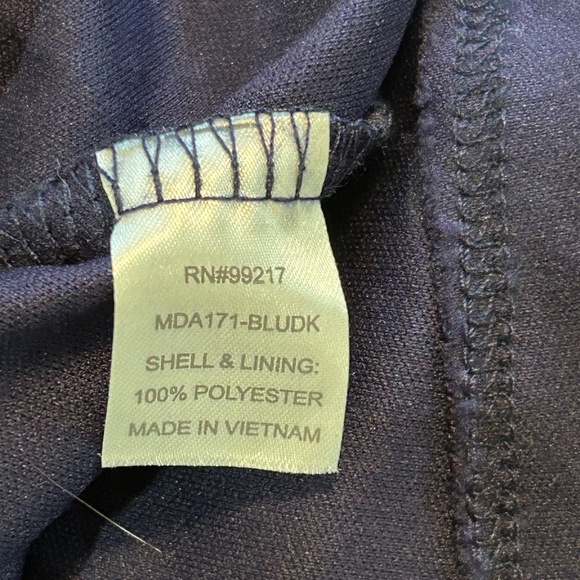 RN#99217
MDA171-BLUDK
SHELL & LINING:
100% POLYESTER
MADE IN VIETNAM